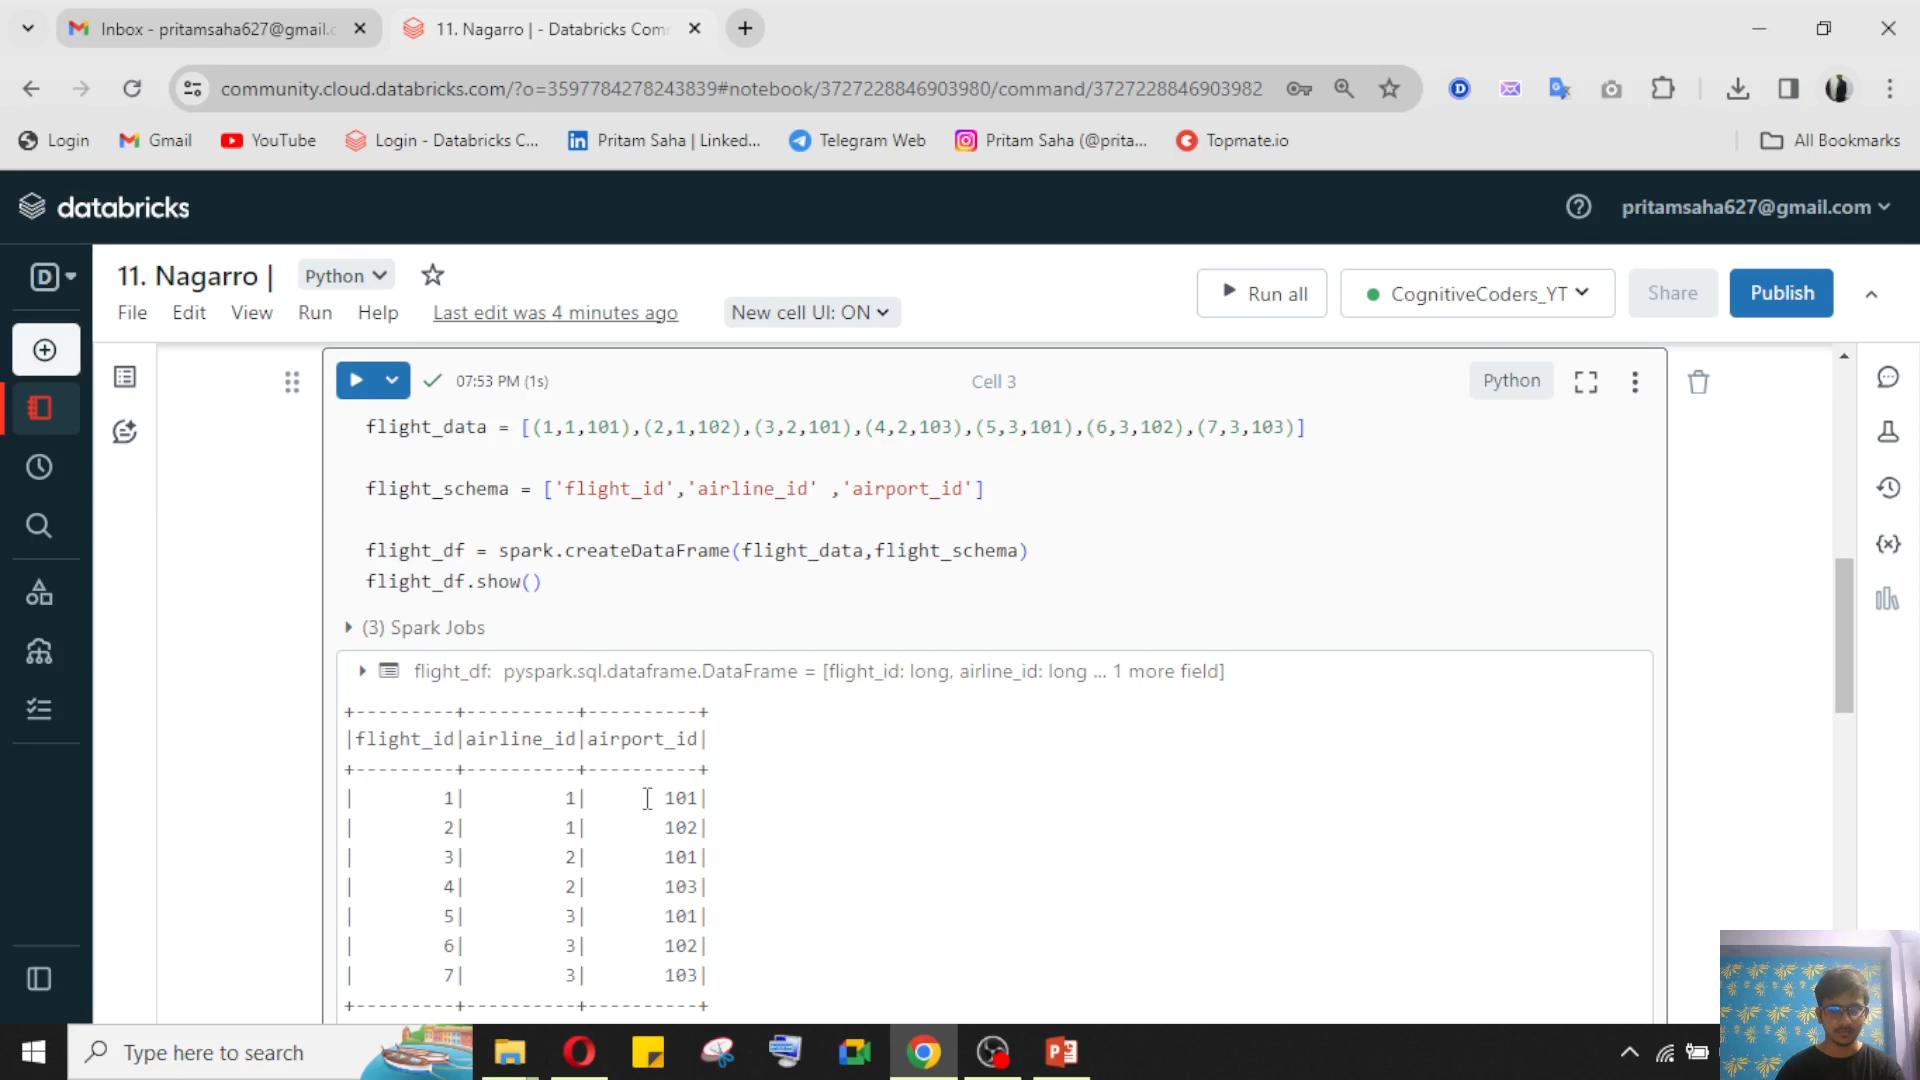 Inbox - pritamsaha627@gmail.c
11. Nagarro | - Databricks Com
community.cloud.databricks.com/?o=3597784278243839#notebook/3727228846903980/command/3727228846903982
Login
Gmail
YouTube
Login - Databricks C...
Pritam Saha | Linked...
Telegram Web
Pritam Saha (@prita...
Topmate.io
All Bookmarks
databricks
pritamsaha627@gmail.com
D
11. Nagarro |
Python
Run all
CognitiveCoders_YT
Share
Publish
File
Edit
View
Run
Help
Last edit was 4 minutes ago
New cell UI: ON
07:53 PM (1s)
Cell 3
Python
flight_data = [(1,1,101),(2,1,102),(3,2,101),(4,2,103),(5,3,101),(6,3,102),(7,3,103)]
flight_schema = ['flight_id','airline_id' ,'airport_id']
flight_df = spark.createDataFrame(flight_data,flight_schema)
flight_df.show()
(3) Spark Jobs
flight_df: pyspark.sql.dataframe.DataFrame = [flight_id: long, airline_id: long ... 1 more field]
+---------+----------+----------+
|flight_id|airline_id|airport_id|
+---------+----------+----------+
|        1|         1|       101|
|        2|         1|       102|
|        3|         2|       101|
|        4|         2|       103|
|        5|         3|       101|
|        6|         3|       102|
|        7|         3|       103|
+---------+----------+----------+
Type here to search